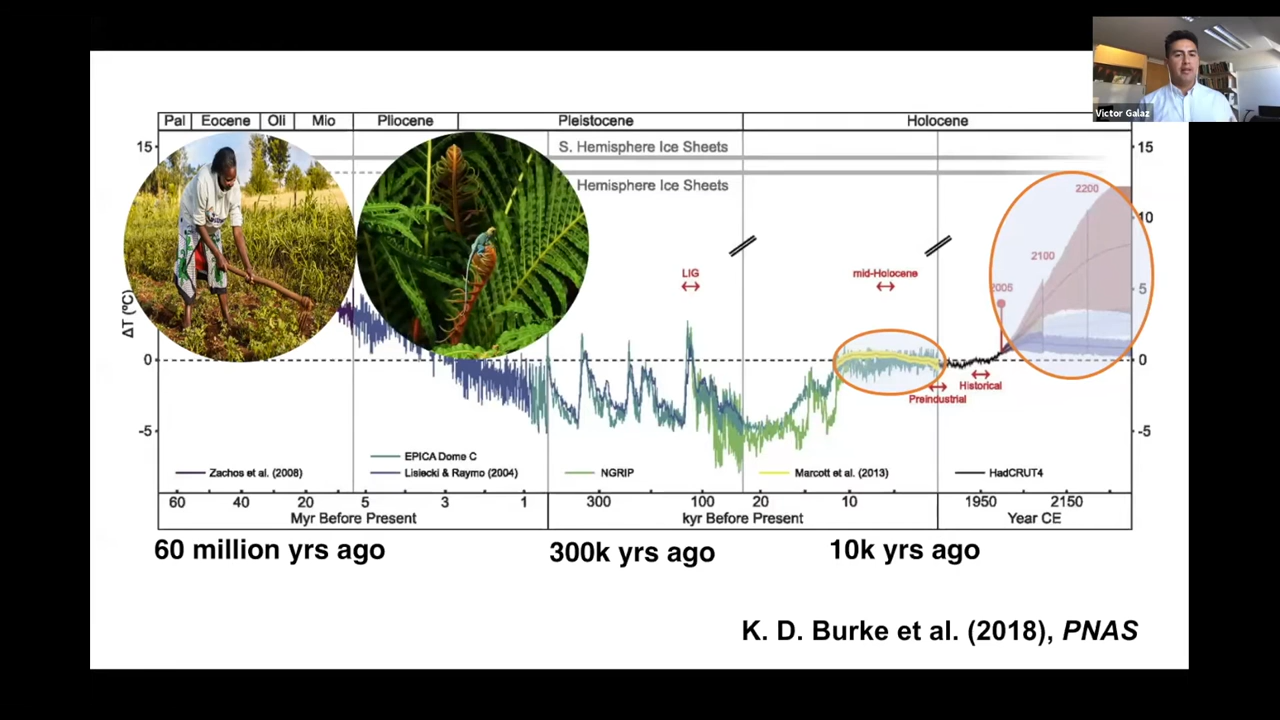 Victor Galaz
Pal Eocene Oli Mio Pliocene Pleistocene Holocene
15 S. Hemisphere Ice Sheets 15
Hemisphere Ice Sheets 2200
10
LIG mid-Holocene 2100
5
ΔT (ºC)
0 0
Historical
Preindustrial
-5 -5
EPICA Dome C
Zachos et al. (2008) Lisiecki & Raymo (2004) NGRIP Marcott et al. (2013) HadCRUT4
60 40 20 5 3 1 300 100 20 10 1950 2150
Myr Before Present kyr Before Present Year CE
60 million yrs ago 300k yrs ago 10k yrs ago
K. D. Burke et al. (2018), PNAS